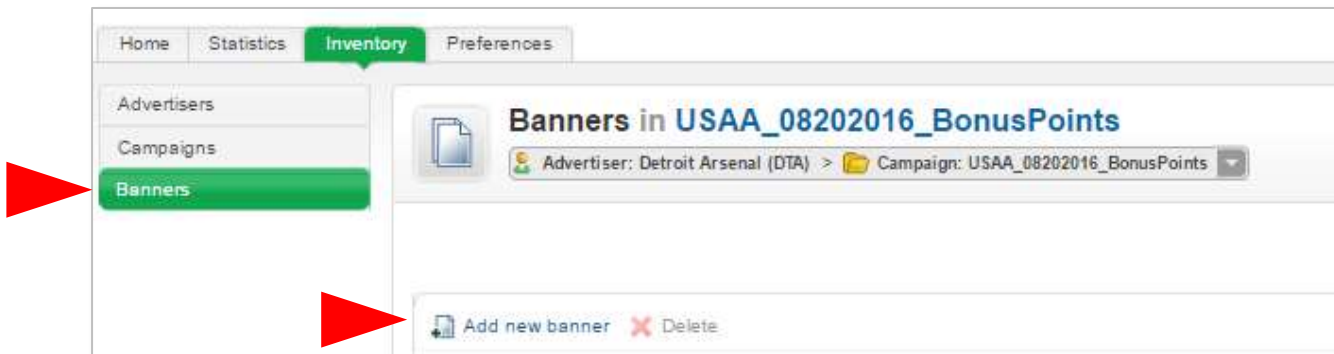 Home Statistics Inventory Preferences
Advertisers
Campaigns
Banners
Banners in USAA_08202016_BonusPoints
Advertiser: Detroit Arsenal (DTA) > Campaign: USAA_08202016_BonusPoints
Add new banner Delete